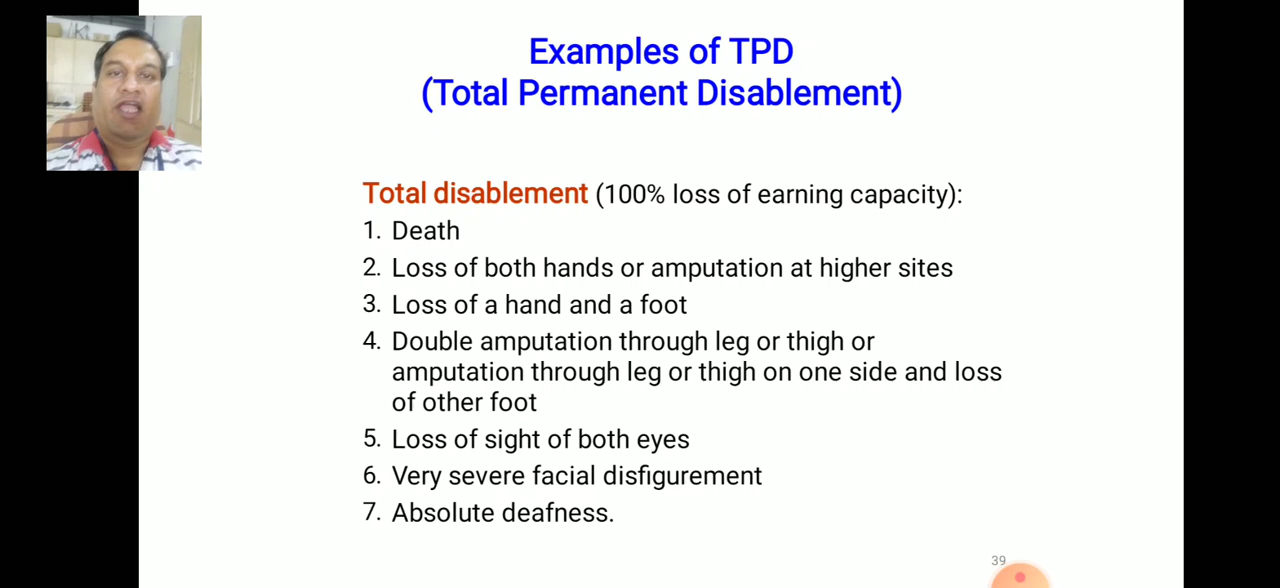 Examples of TPD
(Total Permanent Disablement)
Total disablement (100% loss of earning capacity):
1. Death
2. Loss of both hands or amputation at higher sites
3. Loss of a hand and a foot
4. Double amputation through leg or thigh or
amputation through leg or thigh on one side and loss
of other foot
5. Loss of sight of both eyes
6. Very severe facial disfigurement
7. Absolute deafness.
39